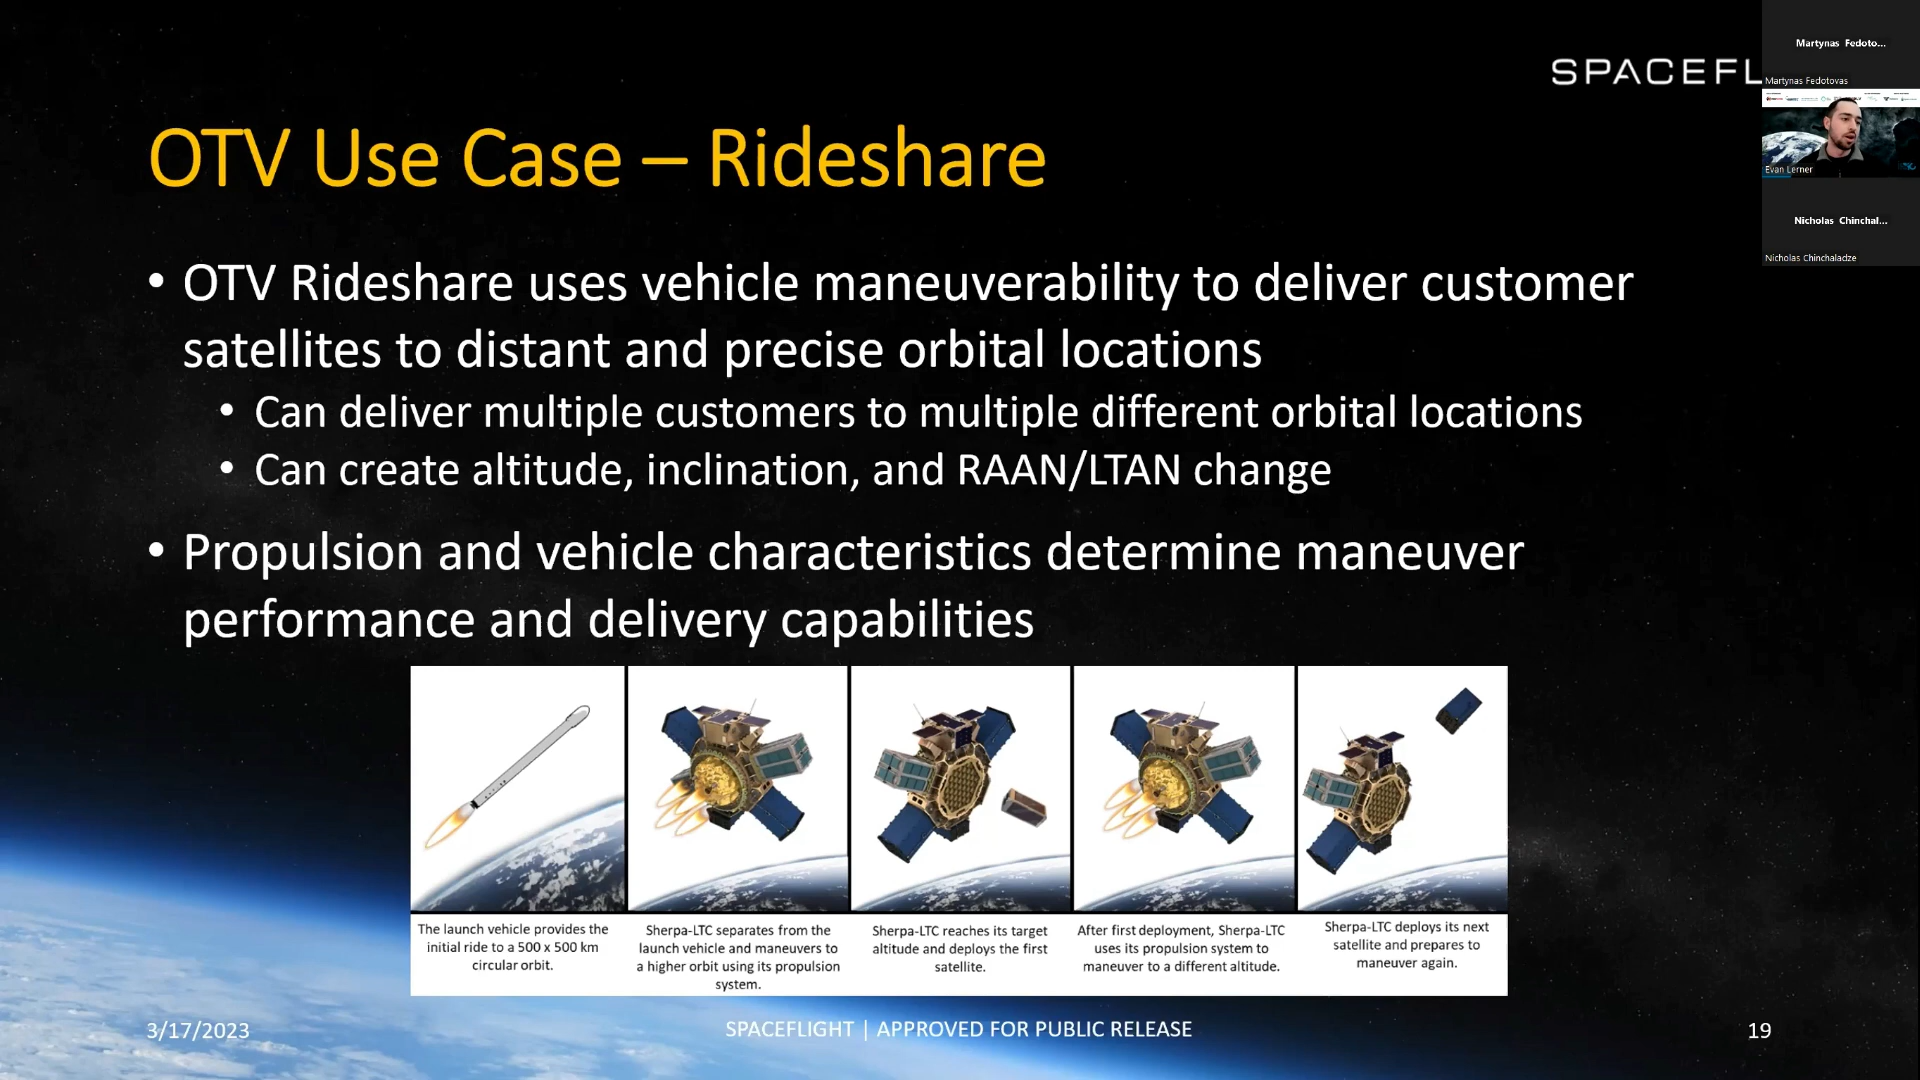 SPACEFL
Martynas Fedoto...
Martynas Fedotovas
Evan Lerner
Nicholas Chinchal...
Nicholas Chinchaladze
OTV Use Case – Rideshare
• OTV Rideshare uses vehicle maneuverability to deliver customer
satellites to distant and precise orbital locations
• Can deliver multiple customers to multiple different orbital locations
• Can create altitude, inclination, and RAAN/LTAN change
• Propulsion and vehicle characteristics determine maneuver
performance and delivery capabilities
The launch vehicle provides the
initial ride to a 500 x 500 km
circular orbit.
Sherpa-LTC separates from the
launch vehicle and maneuvers to
a higher orbit using its propulsion
system.
Sherpa-LTC reaches its target
altitude and deploys the first
satellite.
After first deployment, Sherpa-LTC
uses its propulsion system to
maneuver to a different altitude.
Sherpa-LTC deploys its next
satellite and prepares to
maneuver again.
3/17/2023
SPACEFLIGHT | APPROVED FOR PUBLIC RELEASE
19